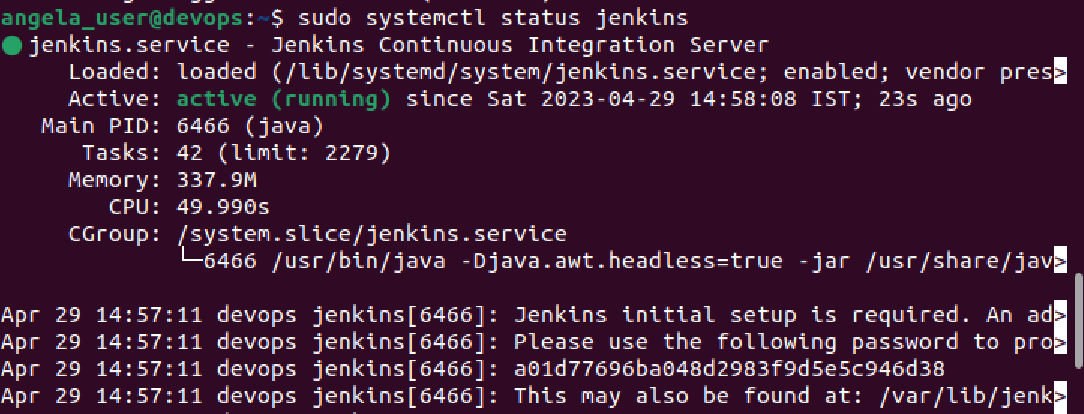 angela_user@devops:~$ sudo systemctl status jenkins
● jenkins.service - Jenkins Continuous Integration Server
Loaded: loaded (/lib/systemd/system/jenkins.service; enabled; vendor pres>
Active: active (running) since Sat 2023-04-29 14:58:08 IST; 23s ago
Main PID: 6466 (java)
Tasks: 42 (limit: 2279)
Memory: 337.9M
CPU: 49.990s
CGroup: /system.slice/jenkins.service
└─6466 /usr/bin/java -Djava.awt.headless=true -jar /usr/share/jav>
Apr 29 14:57:11 devops jenkins[6466]: Jenkins initial setup is required. An ad>
Apr 29 14:57:11 devops jenkins[6466]: Please use the following password to pro>
Apr 29 14:57:11 devops jenkins[6466]: a01d77696ba048d2983f9d5e5c946d38
Apr 29 14:57:11 devops jenkins[6466]: This may also be found at: /var/lib/jenk>